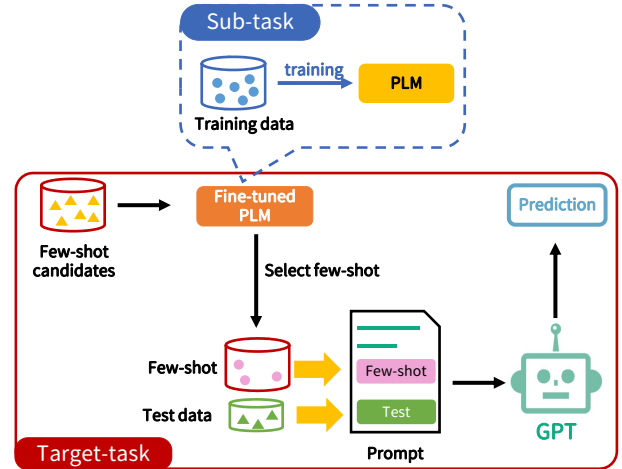 Sub-task
training
PLM
Training data
Fine-tuned
PLM
Prediction
Few-shot
candidates
Select few-shot
Few-shot
Few-shot
Test data
Test
GPT
Prompt
Target-task